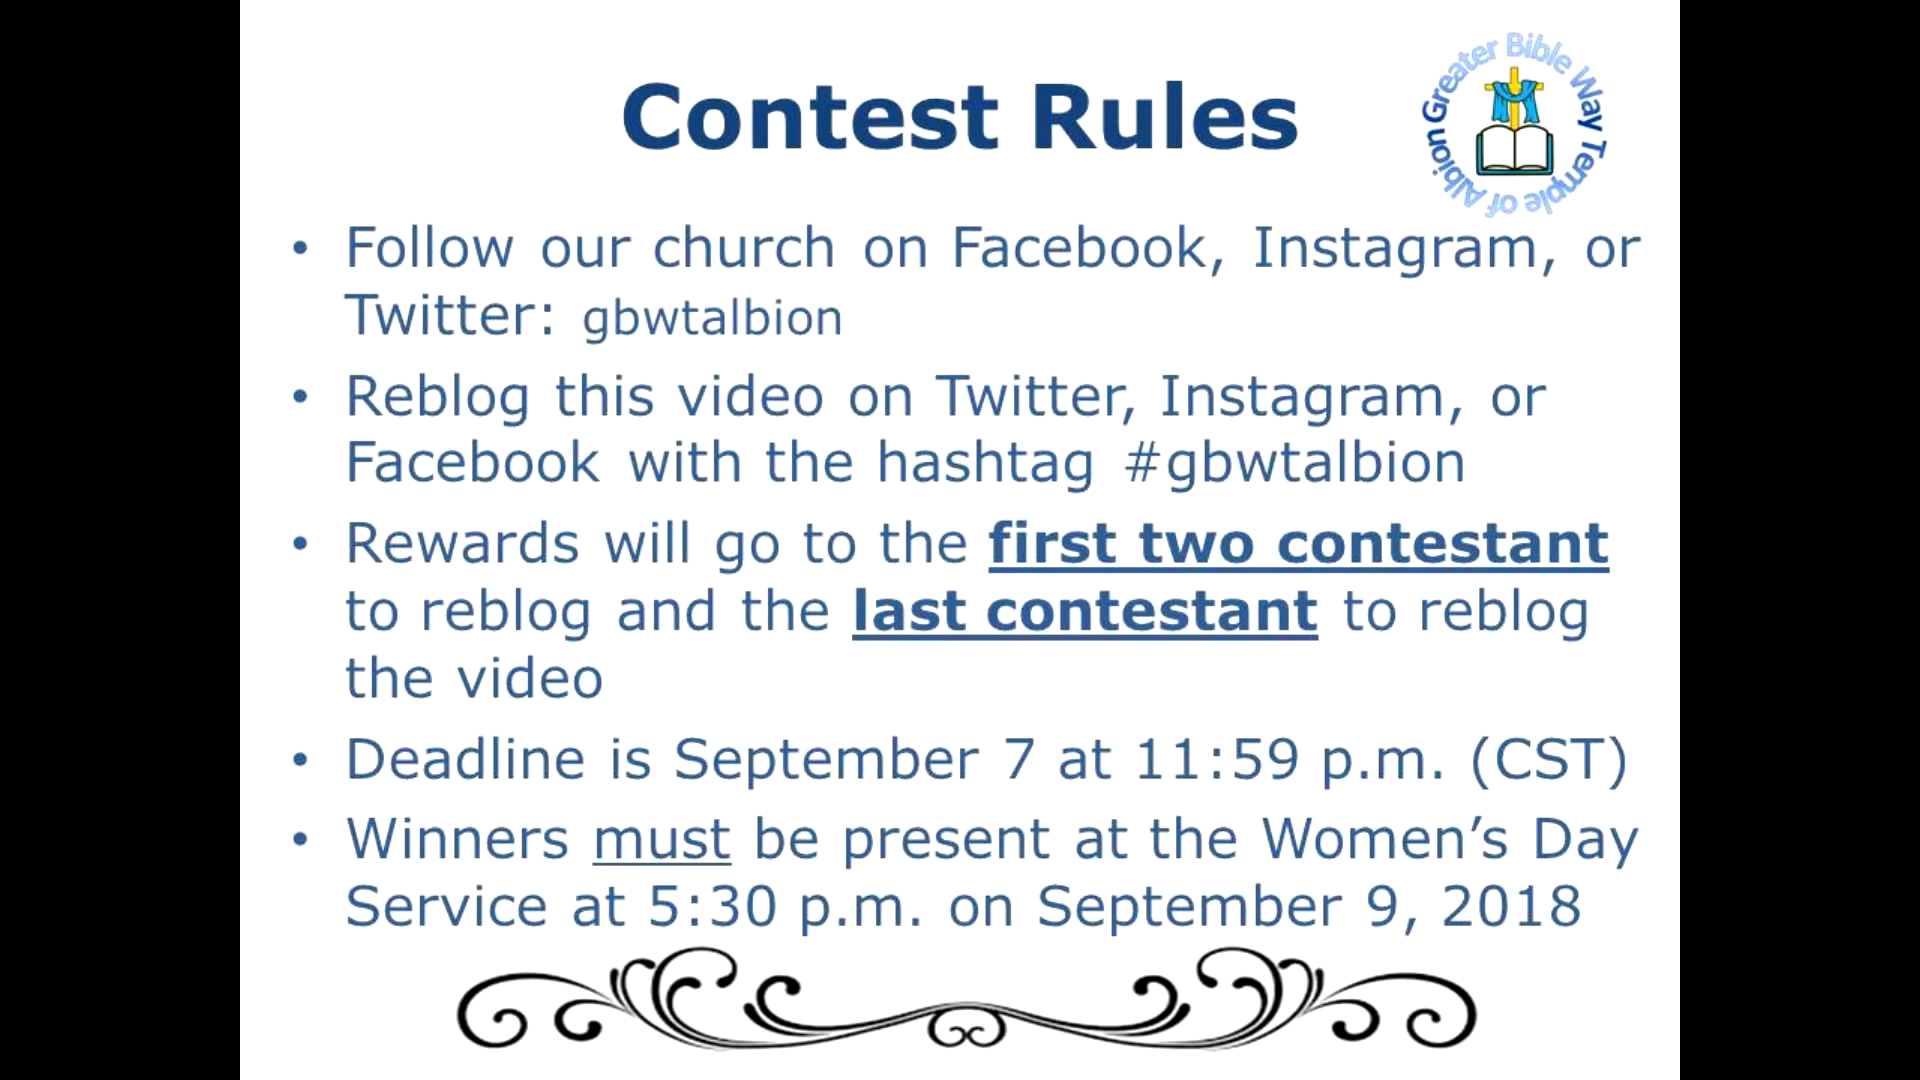 Contest Rules
Greater Bible Way Temple of Albion
• Follow our church on Facebook, Instagram, or
Twitter: gbwtalbion
• Reblog this video on Twitter, Instagram, or
Facebook with the hashtag #gbwtalbion
• Rewards will go to the first two contestant
to reblog and the last contestant to reblog
the video
• Deadline is September 7 at 11:59 p.m. (CST)
• Winners must be present at the Women’s Day
Service at 5:30 p.m. on September 9, 2018